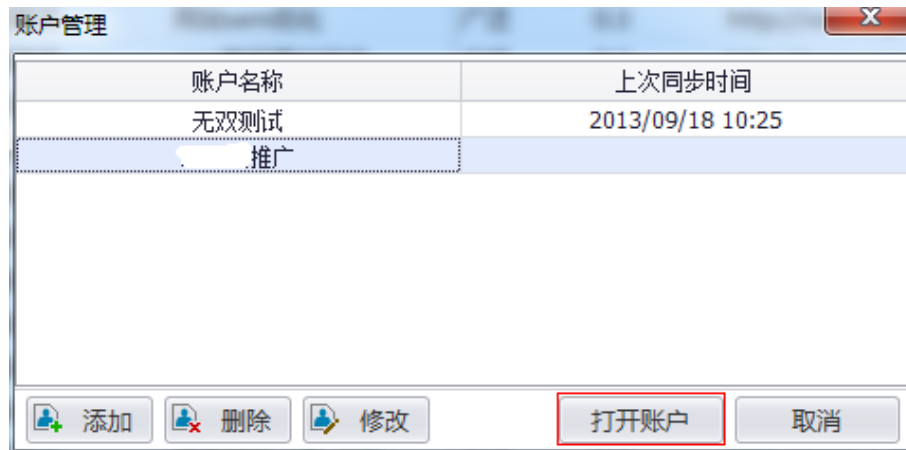 账户管理
账户名称 上次同步时间
无双测试 2013/09/18 10:25
推广
添加 删除 修改 打开账户 取消